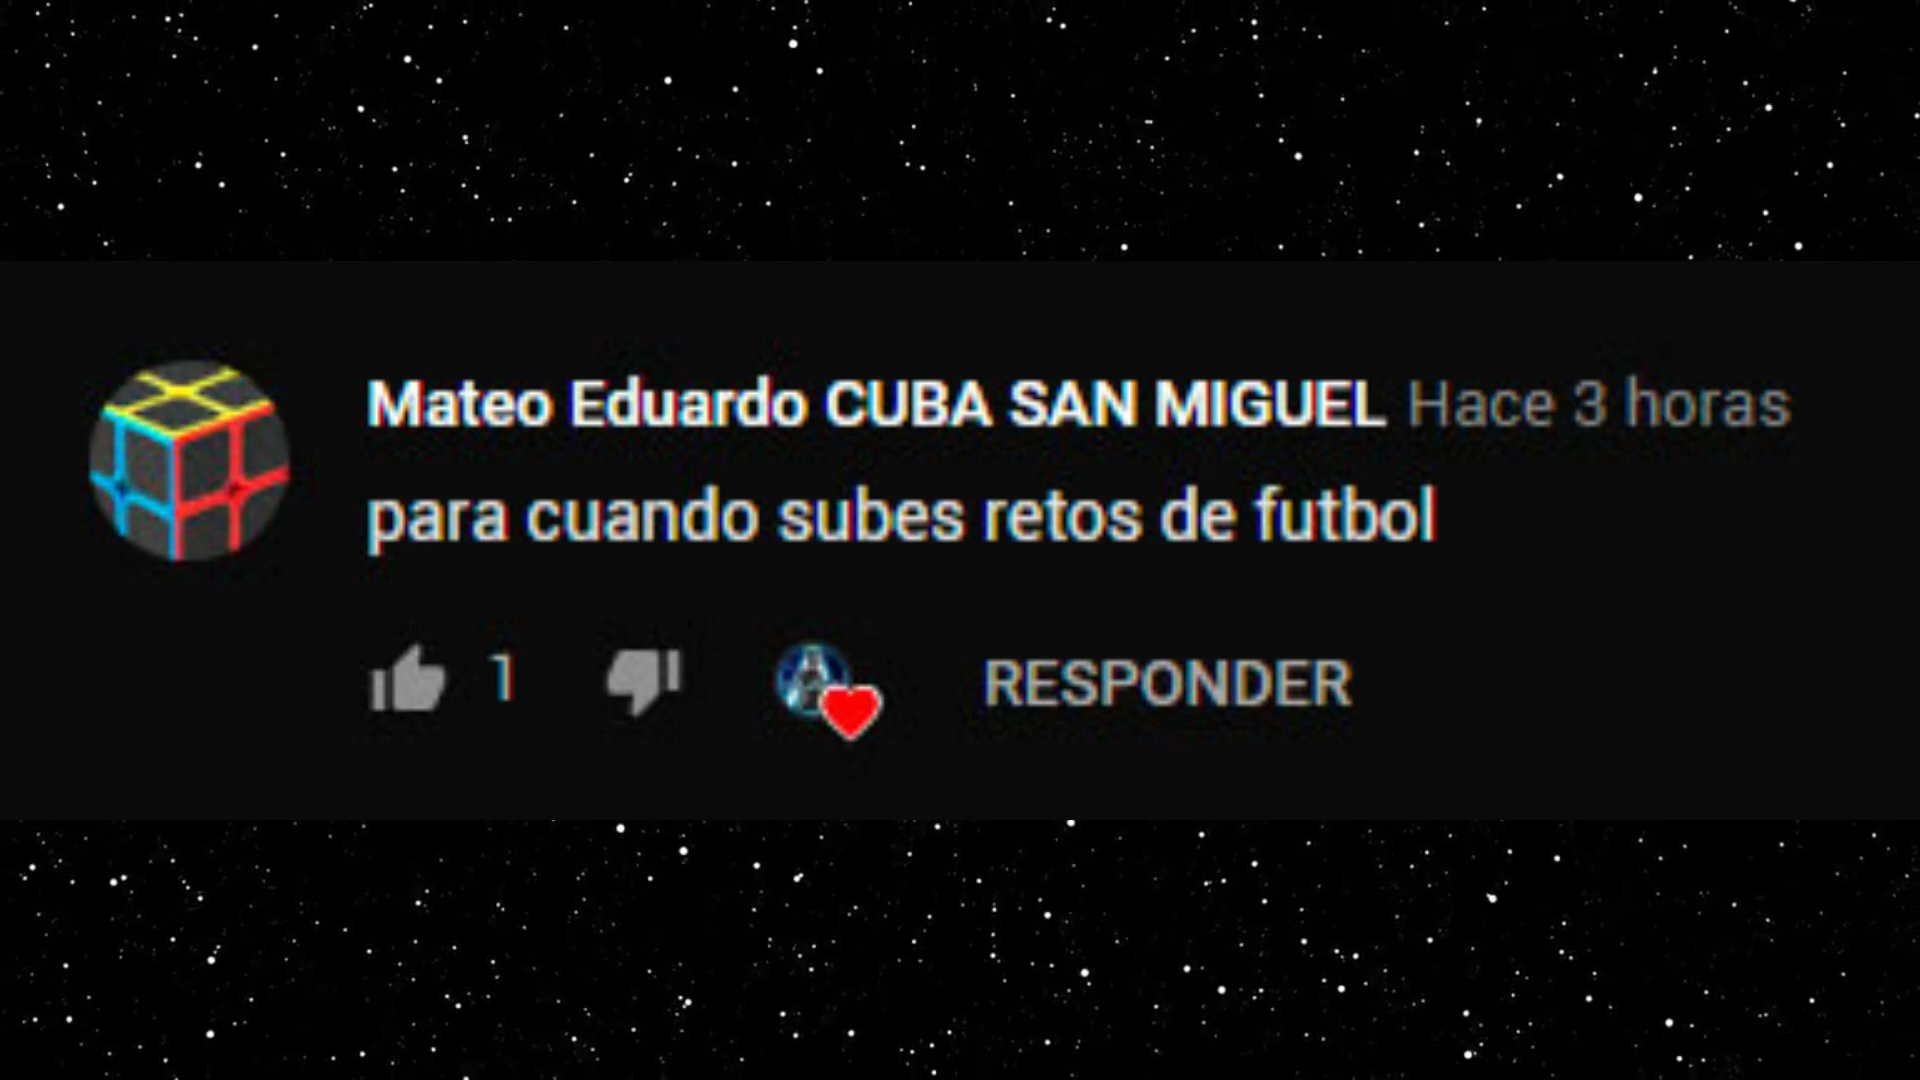 Mateo Eduardo CUBA SAN MIGUEL Hace 3 horas
para cuando subes retos de futbol
1 RESPONDER